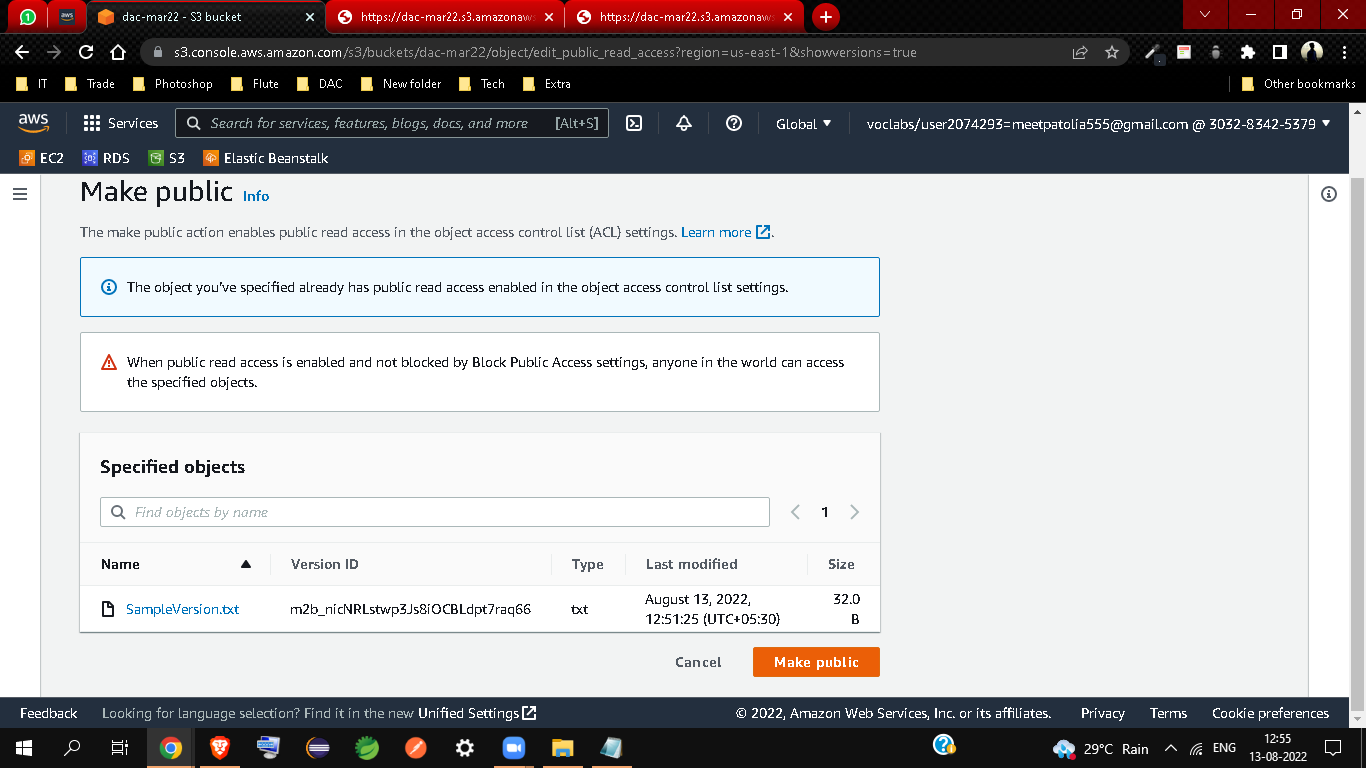 dac-mar22 - S3 bucket
https://dac-mar22.s3.amazonaws
https://dac-mar22.s3.amazonaws
s3.console.aws.amazon.com/s3/buckets/dac-mar22/object/edit_public_read_access?region=us-east-1&showversions=true
IT Trade Photoshop Flute DAC New folder Tech Extra Other bookmarks
aws Services Search for services, features, blogs, docs, and more [Alt+S] Global voclabs/user2074293=meetpatolia555@gmail.com @ 3032-8342-5379
EC2 RDS S3 Elastic Beanstalk
Make public Info
The make public action enables public read access in the object access control list (ACL) settings. Learn more.
The object you've specified already has public read access enabled in the object access control list settings.
When public read access is enabled and not blocked by Block Public Access settings, anyone in the world can access
the specified objects.
Specified objects
Find objects by name 1
Name Version ID Type Last modified Size
SampleVersion.txt m2b_nicNRLstwp3Js8iOCBLdpt7raq66 txt August 13, 2022, 32.0
12:51:25 (UTC+05:30) B
Cancel Make public
Feedback Looking for language selection? Find it in the new Unified Settings © 2022, Amazon Web Services, Inc. or its affiliates. Privacy Terms Cookie preferences
29°C Rain ENG 12:55
13-08-2022